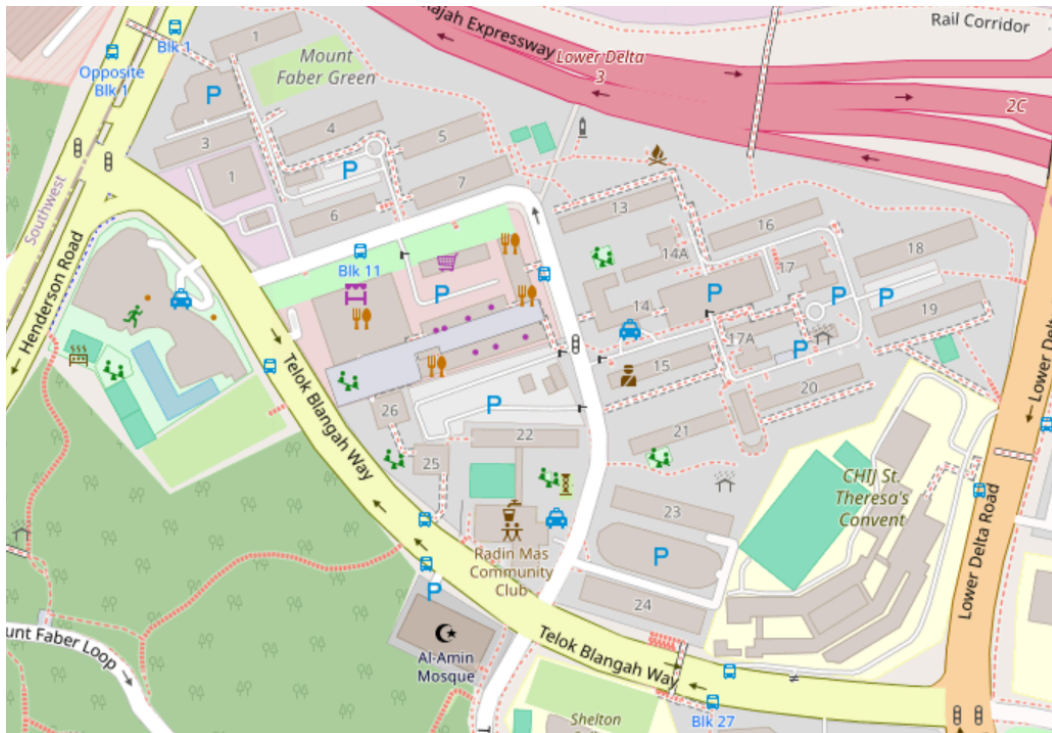 Rajah Expressway
Rail Corridor
1
Blk 1
Mount
Faber Green
Lower Delta
3
Opposite
Blk 1
P
2C
4
5
3
P
1
7
13
16
6
18
Southwest
14A
17
Blk 11
P
P
P
P
14
19
Henderson Road
17A
15
P
Lower Delta
20
Telok Blangah Way
26
P
22
21
25
CHIJ St.
Theresa's
Convent
23
Radin Mas
Community
Club
P
P
24
Lower Delta Road
unt Faber Loop
Al-Amin
Mosque
Telok Blangah Way
Blk 27
Shelton
T